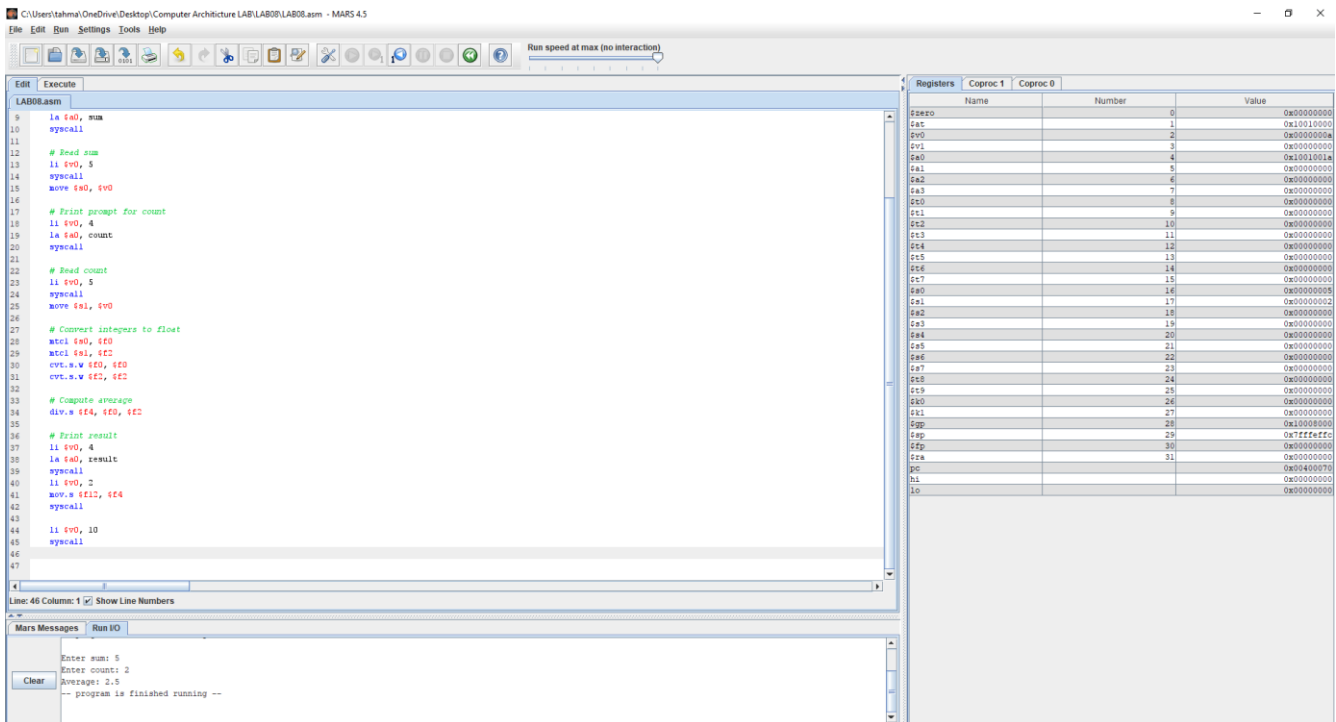 C:\Users\tahma\OneDrive\Desktop\Computer Architicture LAB\LAB08\LAB08.asm - MARS 4.5
File Edit Run Settings Tools Help
Run speed at max (no interaction)
Edit Execute
LAB08.asm
9 la $a0, sum
10 syscall
11
12 # Read sum
13 li $v0, 5
14 syscall
15 move $s0, $v0
16
17 # Print prompt for count
18 li $v0, 4
19 la $a0, count
20 syscall
21
22 # Read count
23 li $v0, 5
24 syscall
25 move $s1, $v0
26
27 # Convert integers to float
28 mtc1 $s0, $f0
29 mtc1 $s1, $f2
30 cvt.s.w $f0, $f0
31 cvt.s.w $f2, $f2
32
33 # Compute average
34 div.s $f4, $f0, $f2
35
36 # Print result
37 li $v0, 4
38 la $a0, result
39 syscall
40 li $v0, 2
41 mov.s $f12, $f4
42 syscall
43
44 li $v0, 10
45 syscall
46
47
Line: 46 Column: 1 Show Line Numbers
Mars Messages Run I/O
Clear
Enter sum: 5
Enter count: 2
Average: 2.5
-- program is finished running --
Registers Coproc 1 Coproc 0
Name Number Value
$zero 0 0x00000000
$at 1 0x10010000
$v0 2 0x0000000a
$v1 3 0x00000000
$a0 4 0x1001001a
$a1 5 0x00000000
$a2 6 0x00000000
$a3 7 0x00000000
$t0 8 0x00000000
$t1 9 0x00000000
$t2 10 0x00000000
$t3 11 0x00000000
$t4 12 0x00000000
$t5 13 0x00000000
$t6 14 0x00000000
$t7 15 0x00000000
$s0 16 0x00000005
$s1 17 0x00000002
$s2 18 0x00000000
$s3 19 0x00000000
$s4 20 0x00000000
$s5 21 0x00000000
$s6 22 0x00000000
$s7 23 0x00000000
$t8 24 0x00000000
$t9 25 0x00000000
$k0 26 0x00000000
$k1 27 0x00000000
$gp 28 0x10008000
$sp 29 0x7fffeffc
$fp 30 0x00000000
$ra 31 0x00000000
pc 0x00400070
hi 0x00000000
lo 0x00000000